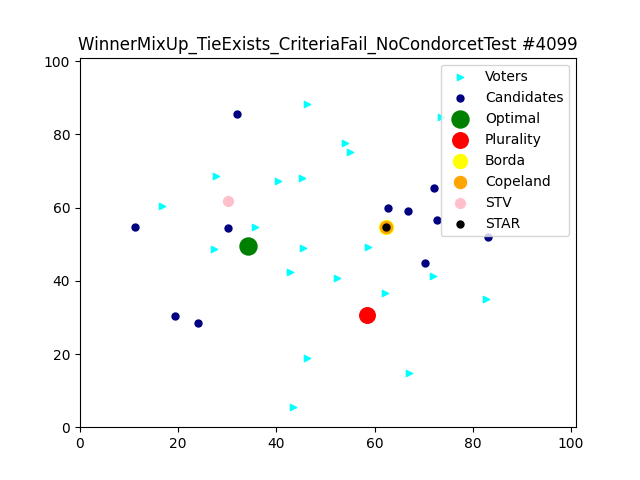 WinnerMixUp_TieExists_CriteriaFail_NoCondorcetTest #4099
100
80
60
40
20
0
0 20 40 60 80 100
Voters
Candidates
Optimal
Plurality
Borda
Copeland
STV
STAR